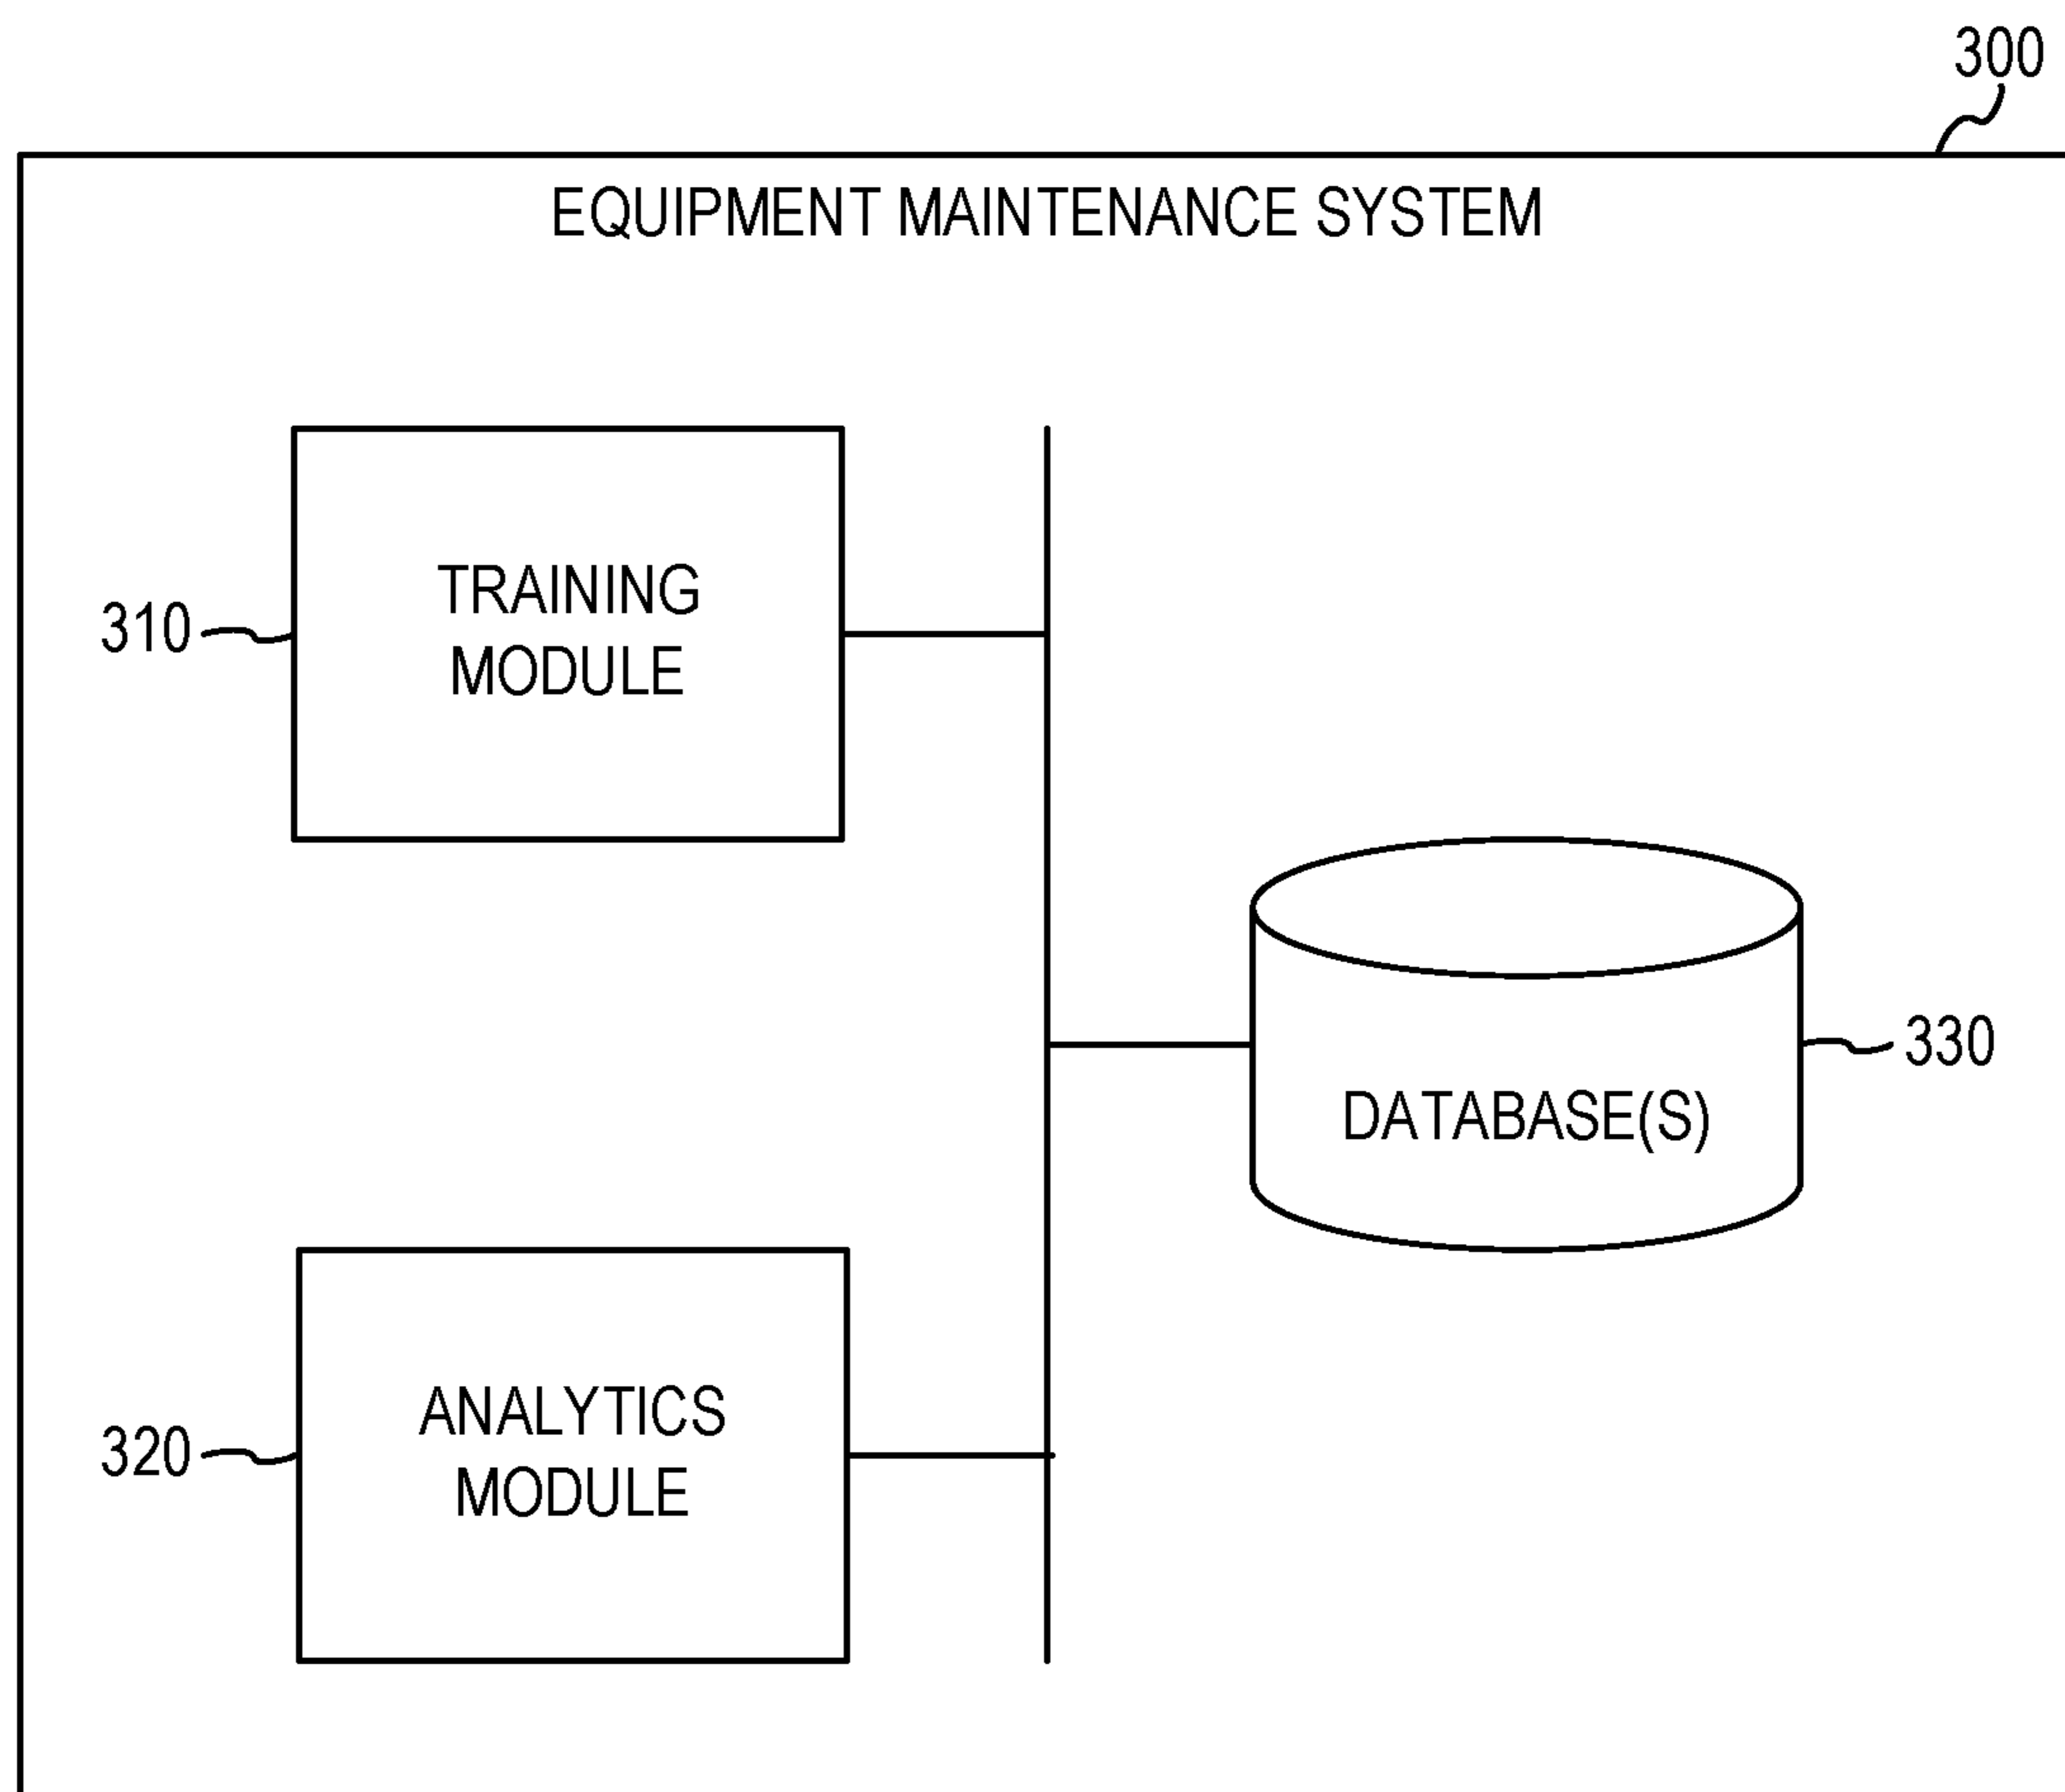 300
EQUIPMENT MAINTENANCE SYSTEM
310
TRAINING
MODULE
330
DATABASE(S)
320
ANALYTICS
MODULE